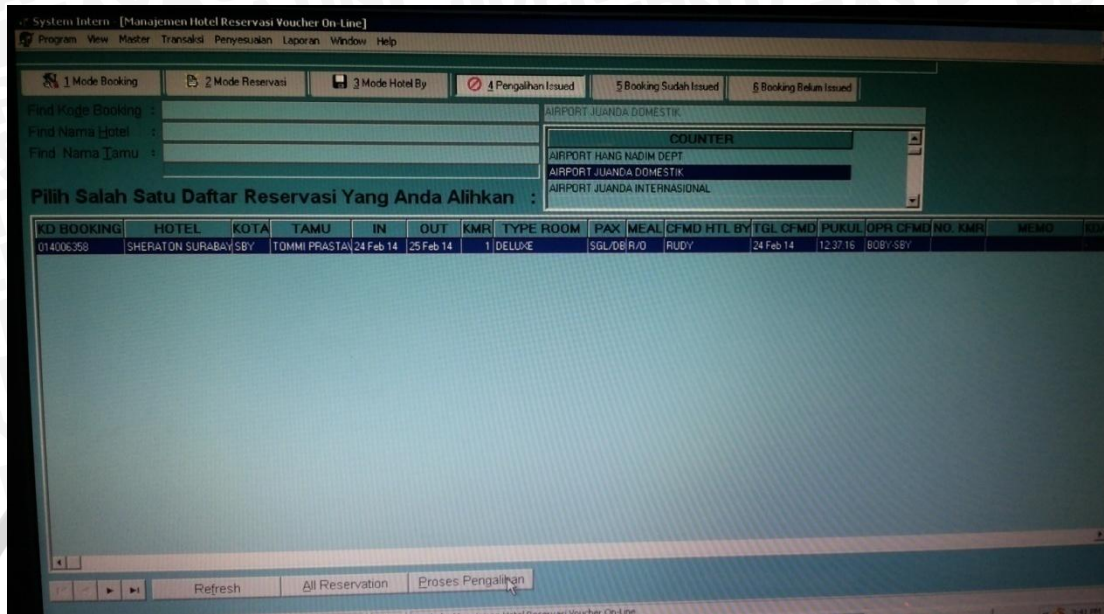 System Intern - [Manajemen Hotel Reservasi Voucher On-Line]
Program View Master Transaksi Penyesuaian Laporan Window Help
1 Mode Booking 2 Mode Reservasi 3 Mode Hotel By 4 Pengalihan Issued 5 Booking Sudah Issued 6 Booking Belum Issued
Find Kode Booking : AIRPORT JUANDA DOMESTIK
Find Nama Hotel : COUNTER
Find Nama Tamu : AIRPORT HANG NADIM DEPT
AIRPORT JUANDA DOMESTIK
AIRPORT JUANDA INTERNASIONAL
Pilih Salah Satu Daftar Reservasi Yang Anda Alihkan :
KD BOOKING HOTEL KOTA TAMU IN OUT KMR TYPE ROOM PAX MEAL CFMD HTL BY TGL CFMD PUKUL OPR CFMD NO. KMR MEMO
014006358 SHERATON SURABAY SBY TOMMI PRASTAV 24 Feb 14 25 Feb 14 1 DELUXE SGL/DB R/O RUDY 24 Feb 14 12:37:16 BOBY-SBY
Refresh All Reservation Proses Pengalihan
Hotel Reservasi Voucher On-Line